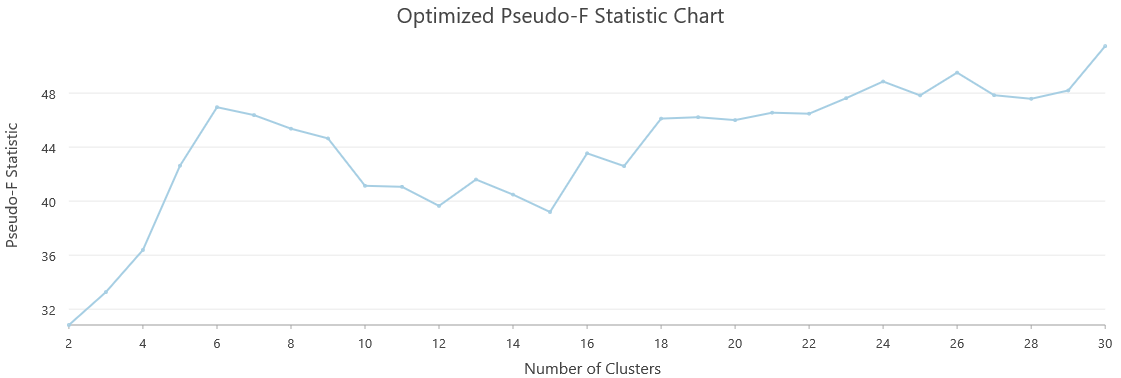 Optimized Pseudo-F Statistic Chart
Pseudo-F Statistic
48
44
40
36
32
2 4 6 8 10 12 14 16 18 20 22 24 26 28 30
Number of Clusters